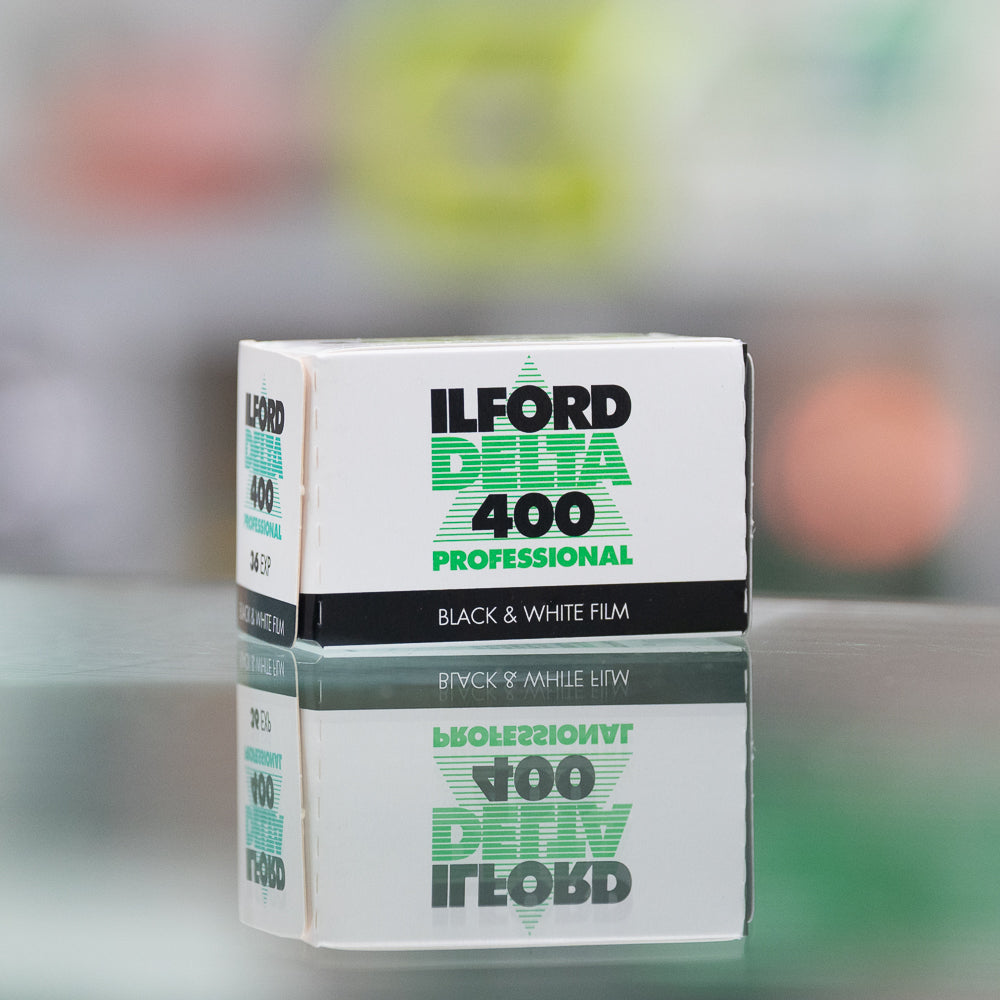 ILFORD
DELTA
400
PROFESSIONAL
36 EXP
BLACK & WHITE FILM
ILFORD
DELTA
400
PROFESSIONAL
BLACK & WHITE FILM